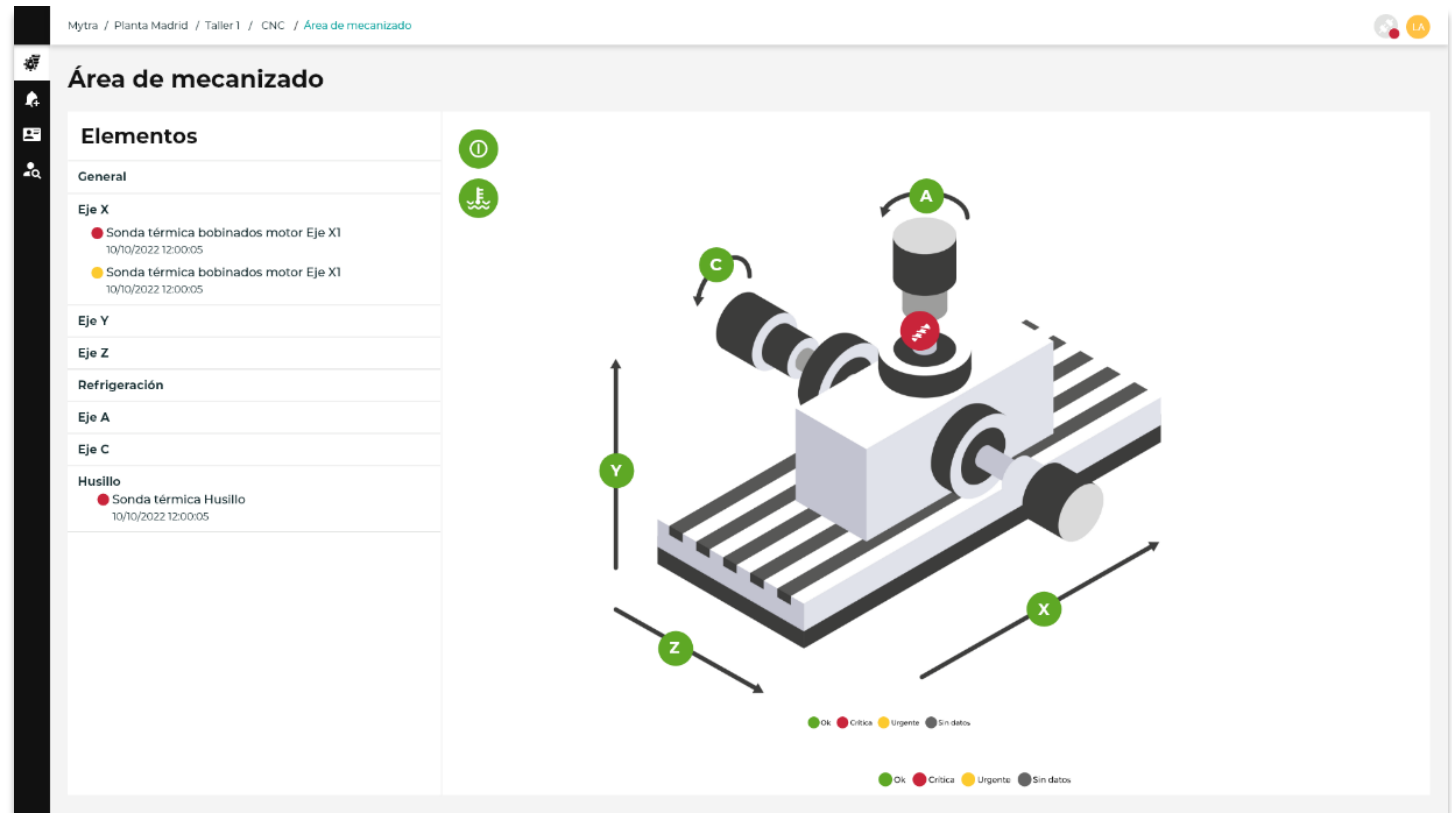 Mytra / Planta Madrid / Taller 1 / CNC / Área de mecanizado
LA
Área de mecanizado
Elementos
General
Eje X
Sonda térmica bobinados motor Eje X1
10/10/2022 12:00:05
Sonda térmica bobinados motor Eje X1
10/10/2022 12:00:05
Eje Y
Eje Z
Refrigeración
Eje A
Eje C
Husillo
Sonda térmica Husillo
10/10/2022 12:00:05
A
C
Y
X
Z
Ok Crítica Urgente Sin datos
Ok Crítica Urgente Sin datos